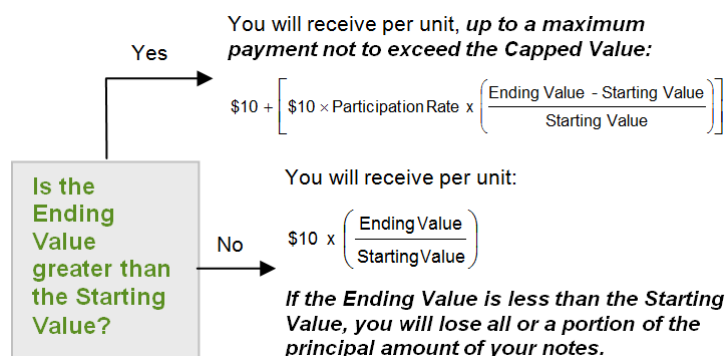 You will receive per unit, up to a maximum
payment not to exceed the Capped Value:
Yes
$10 + [ $10 × Participation Rate x ( Ending Value - Starting Value / Starting Value ) ]
Is the
Ending
Value
greater than
the Starting
Value?
No
You will receive per unit:
$10 x ( Ending Value / Starting Value )
If the Ending Value is less than the Starting
Value, you will lose all or a portion of the
principal amount of your notes.